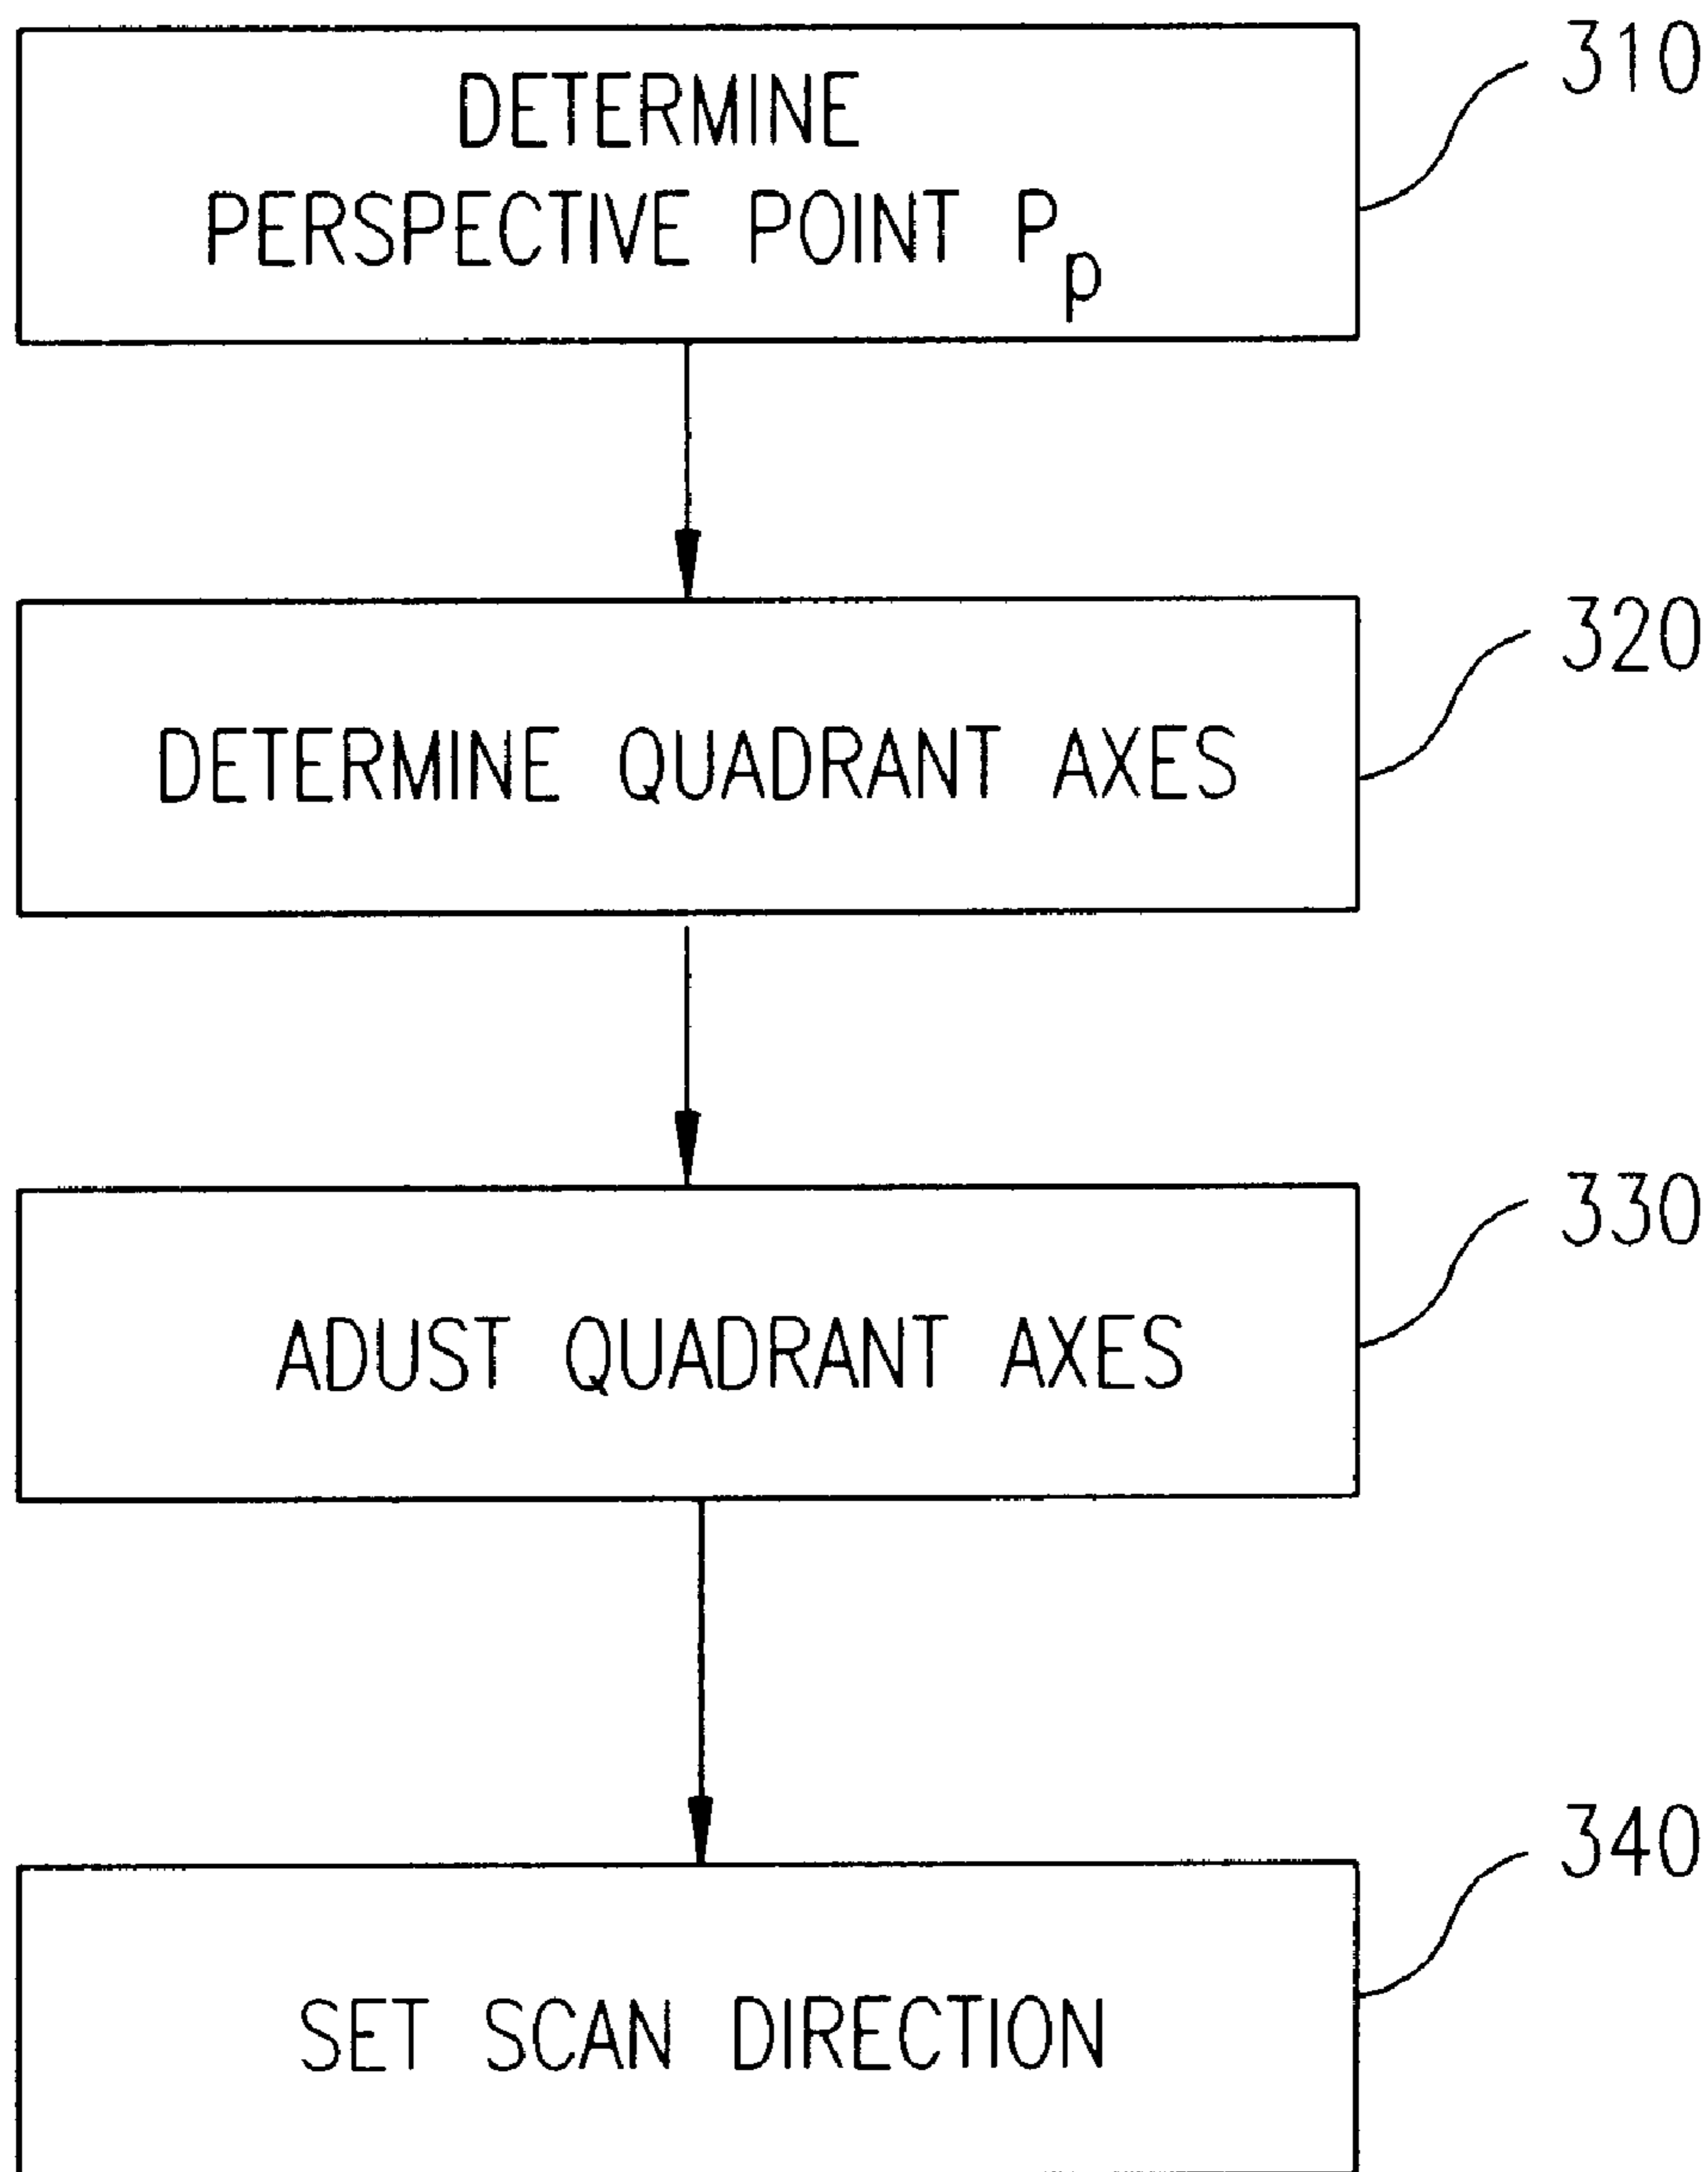 DETERMINE
PERSPECTIVE POINT Pp
310
DETERMINE QUADRANT AXES
320
ADUST QUADRANT AXES
330
SET SCAN DIRECTION
340